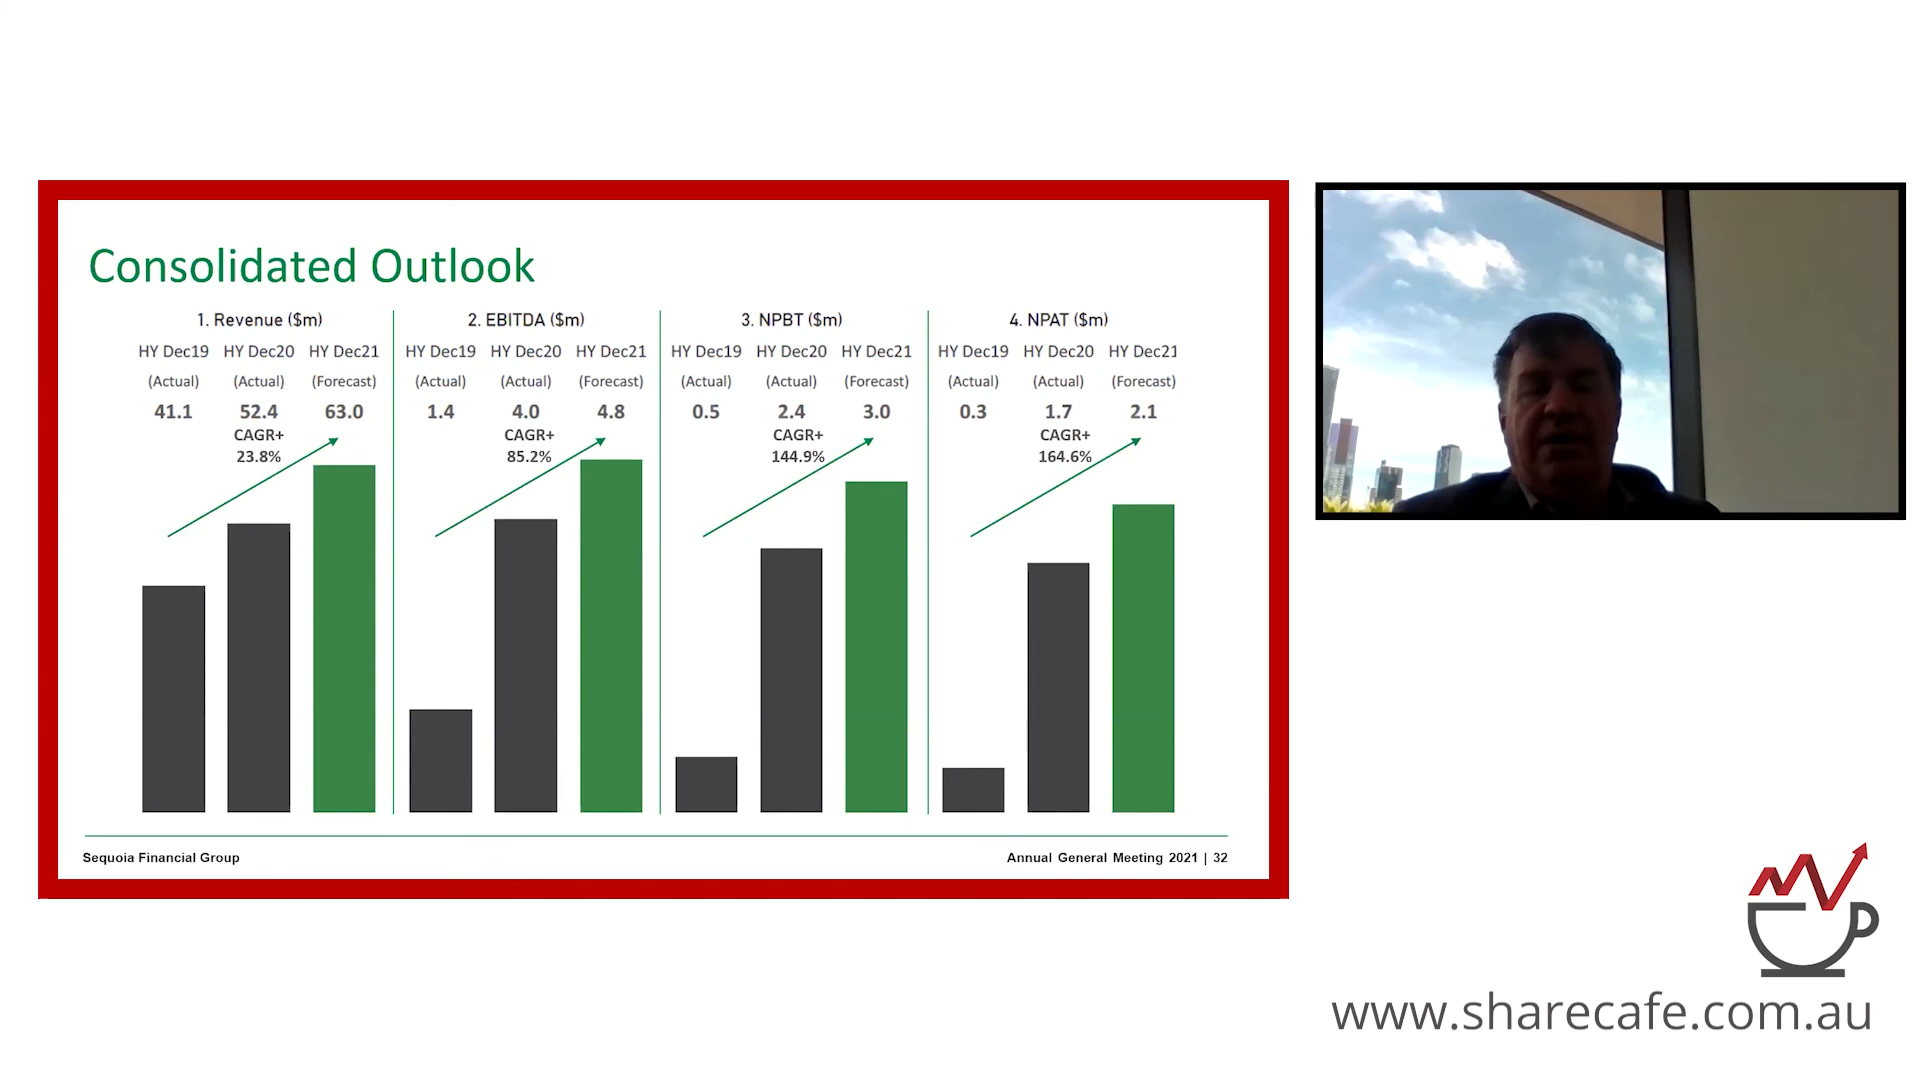 Consolidated Outlook
1. Revenue ($m)
HY Dec19 HY Dec20 HY Dec21
(Actual) (Actual) (Forecast)
41.1 52.4 63.0
CAGR+
23.8%
2. EBITDA ($m)
HY Dec19 HY Dec20 HY Dec21
(Actual) (Actual) (Forecast)
1.4 4.0 4.8
CAGR+
85.2%
3. NPBT ($m)
HY Dec19 HY Dec20 HY Dec21
(Actual) (Actual) (Forecast)
0.5 2.4 3.0
CAGR+
144.9%
4. NPAT ($m)
HY Dec19 HY Dec20 HY Dec21
(Actual) (Actual) (Forecast)
0.3 1.7 2.1
CAGR+
164.6%
Sequoia Financial Group
Annual General Meeting 2021 | 32
www.sharecafe.com.au